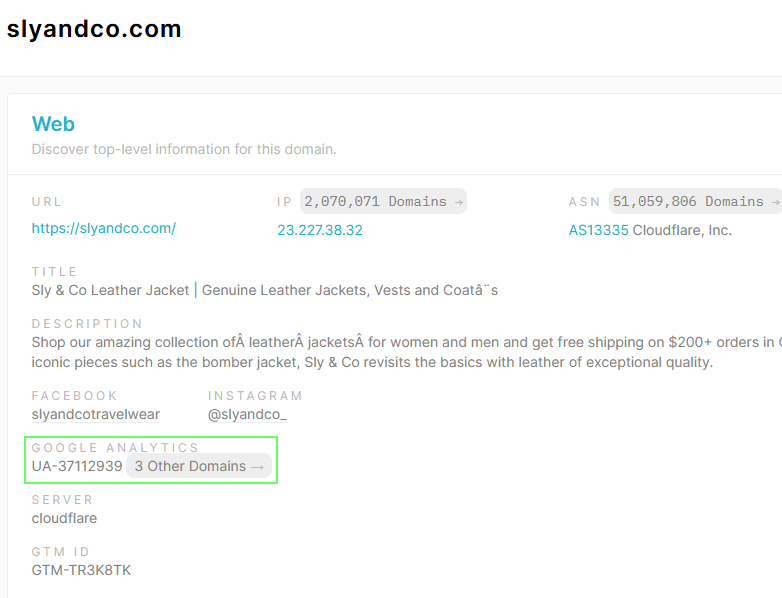 slyandco.com
Web
Discover top-level information for this domain.
URL
IP 2,070,071 Domains →
ASN 51,059,806 Domains →
https://slyandco.com/
23.227.38.32
AS13335 Cloudflare, Inc.
TITLE
Sly & Co Leather Jacket | Genuine Leather Jackets, Vests and Coatâ¨s
DESCRIPTION
Shop our amazing collection ofÂ leatherÂ jacketsÂ for women and men and get free shipping on $200+ orders in
iconic pieces such as the bomber jacket, Sly & Co revisits the basics with leather of exceptional quality.
FACEBOOK
INSTAGRAM
slyandcotravelwear
@slyandco_
GOOGLE ANALYTICS
UA-37112939 3 Other Domains →
SERVER
cloudflare
GTM ID
GTM-TR3K8TK